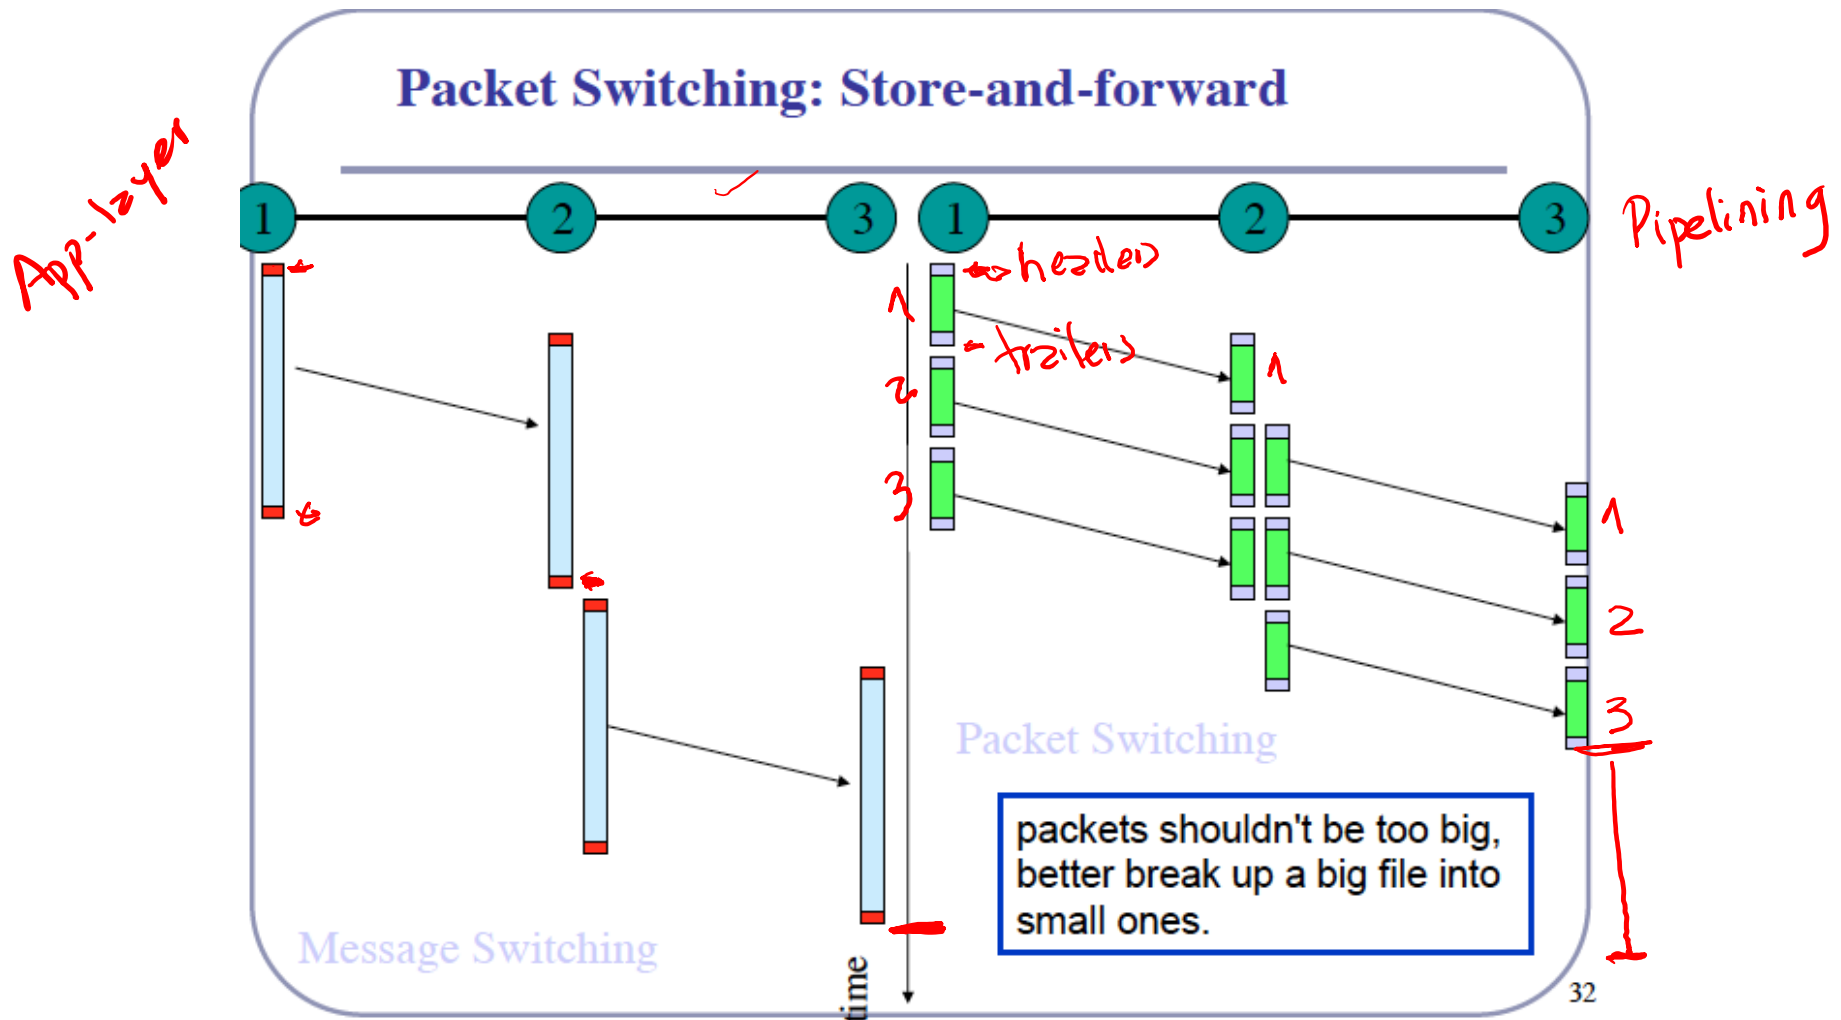 Packet Switching: Store-and-forward
App-layer
1 2 3 1 2 3
Pipelining
headers
1
trailers
1
2
3
1
2
3
Packet Switching
packets shouldn't be too big,
better break up a big file into
small ones.
Message Switching
time
32